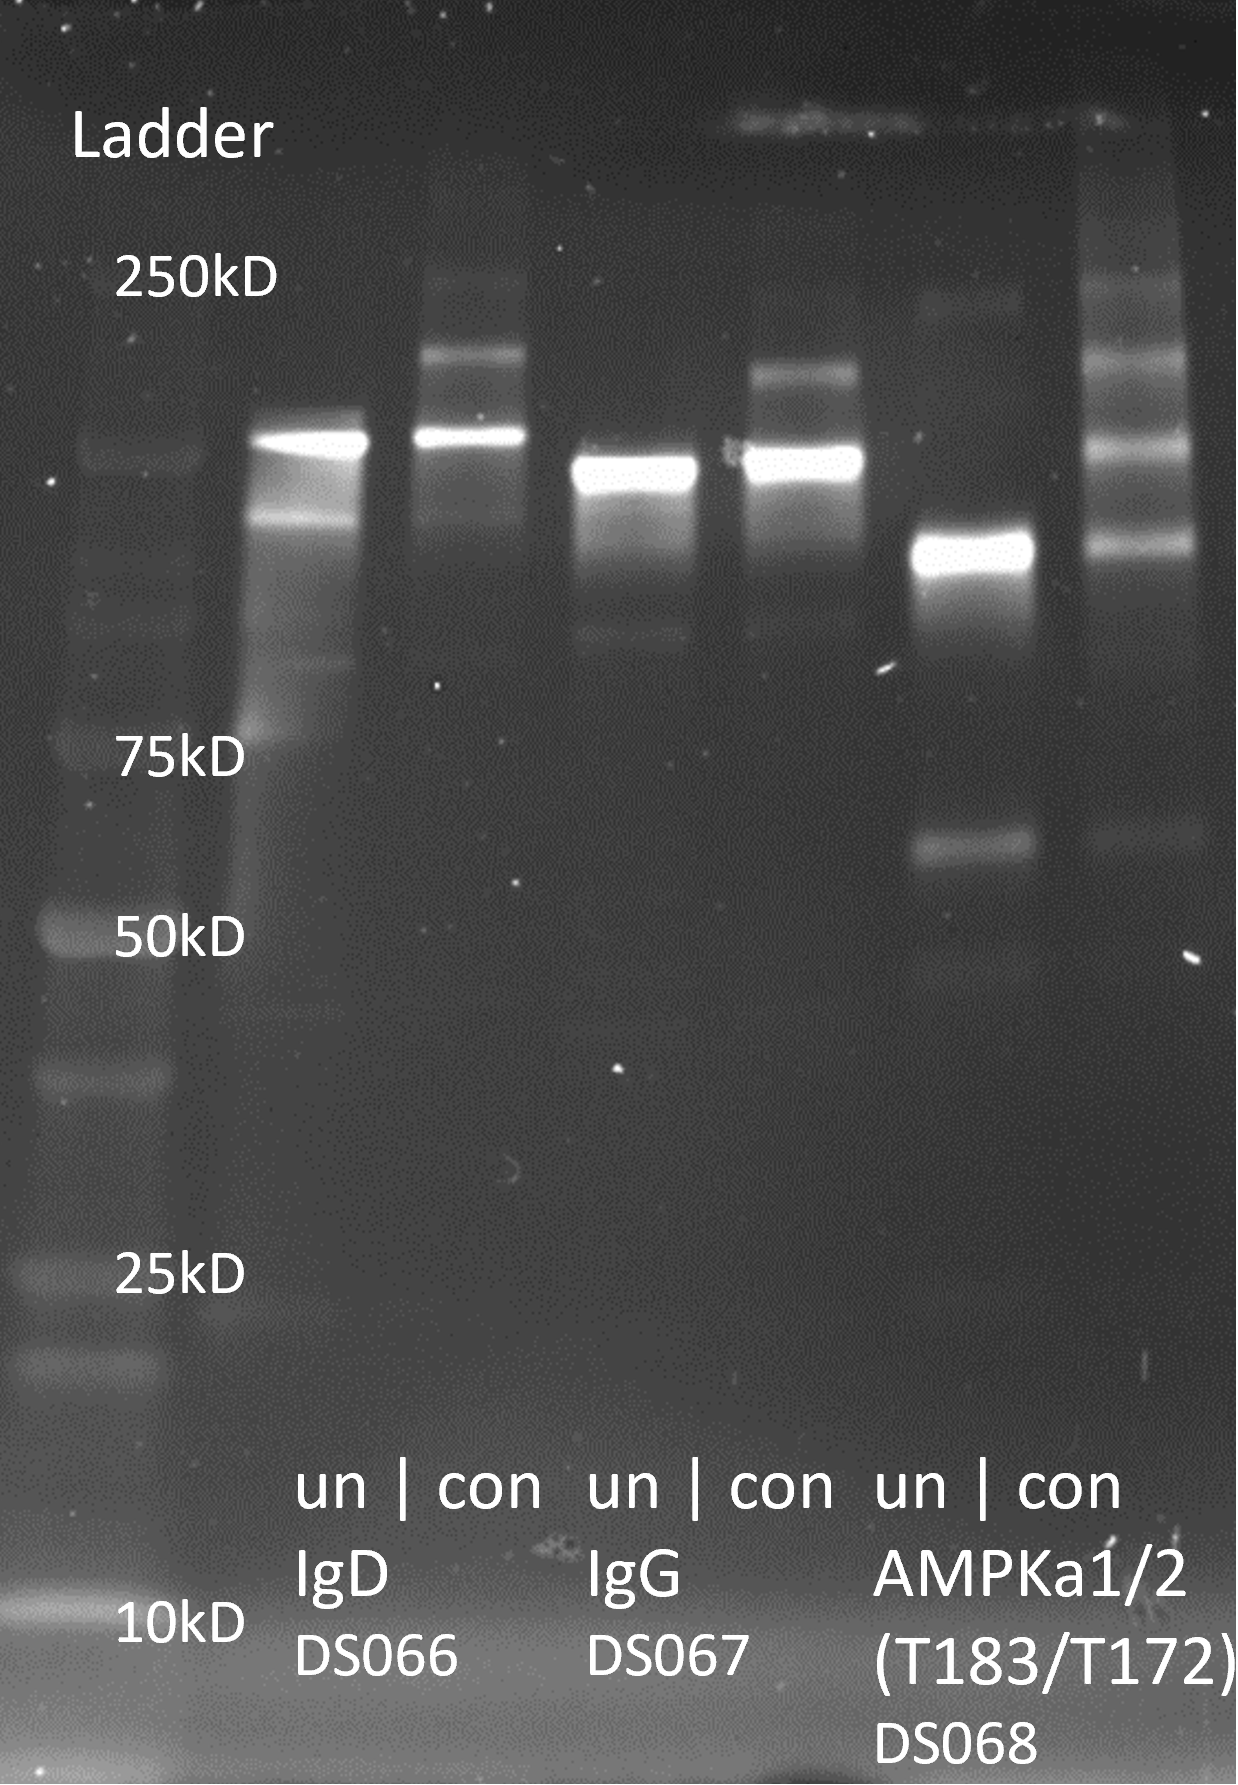 Ladder
250kD
75kD
50kD
25kD
10kD
un | con un | con un | con
IgD IgG AMPKa1/2
DS066 DS067 (T183/T172)
DS068